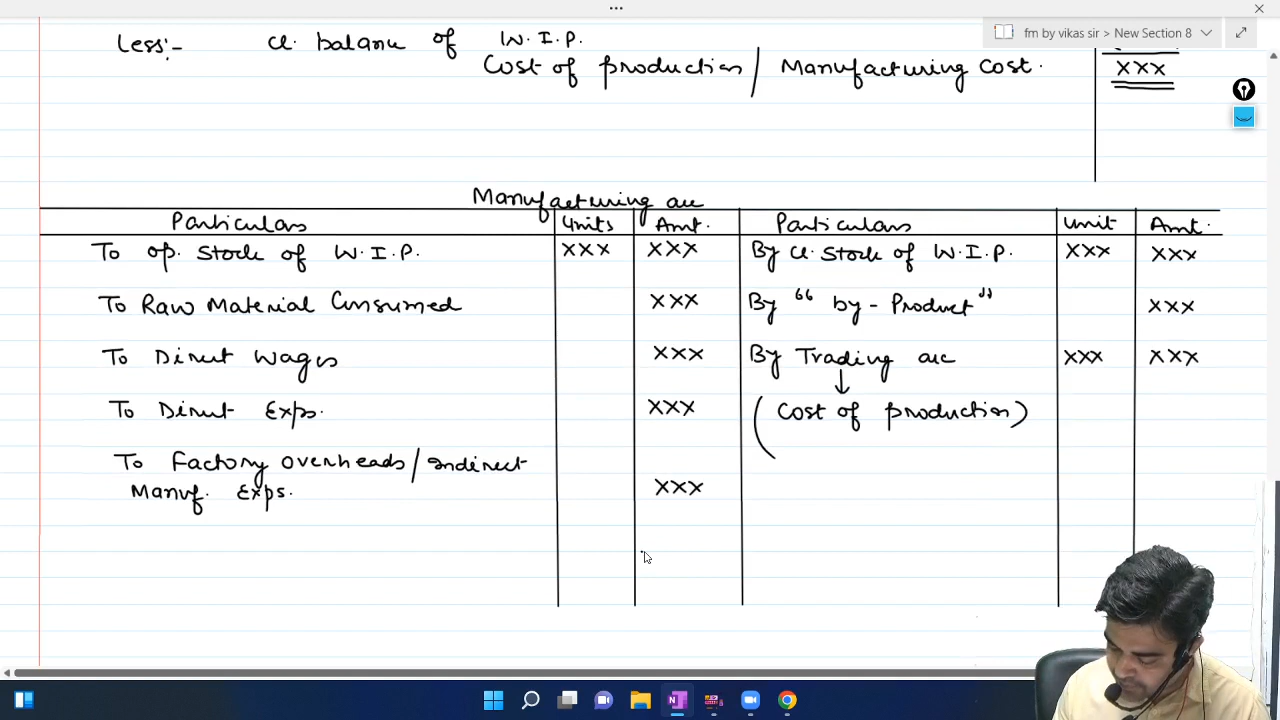 fm by vikas sir > New Section 8
Less:- cl. balance of W.I.P.
Cost of production / Manufacturing Cost. xxx
Manufacturing a/c
Particulars Units Amt. Particulars Unit Amt.
To op. Stock of W.I.P. xxx xxx By cl. Stock of W.I.P. xxx xxx
To Raw Material Consumed xxx By "by-Product" xxx
To Direct Wages xxx By Trading a/c xxx xxx
To Direct Exps. xxx (Cost of production)
To Factory overheads / Indirect
Manuf. Exps. xxx